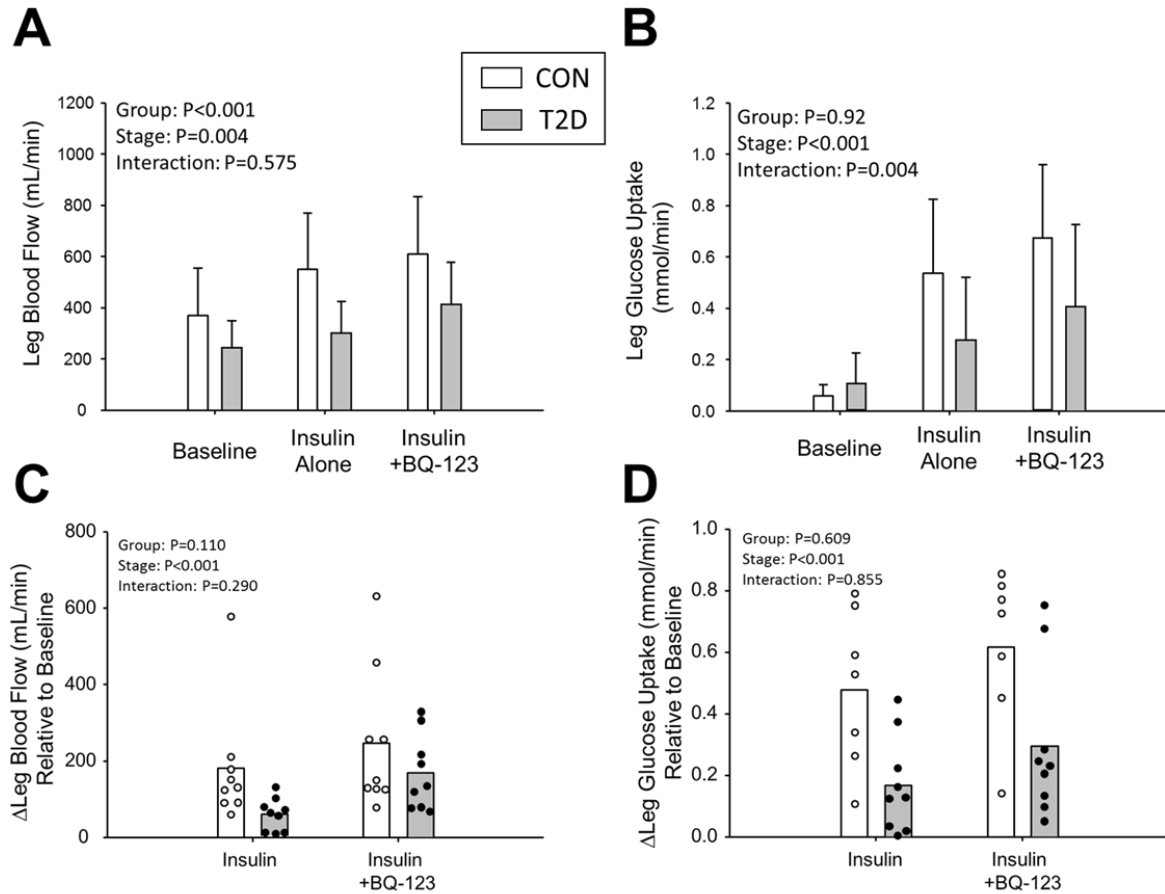 A
CON
T2D
1200
1000
800
600
400
200
0
Leg Blood Flow (mL/min)
Group: P<0.001
Stage: P=0.004
Interaction: P=0.575
Baseline
Insulin
Alone
Insulin
+BQ-123
B
1.2
1.0
0.8
0.6
0.4
0.2
0.0
Leg Glucose Uptake
(mmol/min)
Group: P=0.92
Stage: P<0.001
Interaction: P=0.004
Baseline
Insulin
Alone
Insulin
+BQ-123
C
800
600
400
200
0
ΔLeg Blood Flow (mL/min)
Relative to Baseline
Group: P=0.110
Stage: P<0.001
Interaction: P=0.290
Insulin
Insulin
+BQ-123
D
1.0
0.8
0.6
0.4
0.2
0.0
ΔLeg Glucose Uptake (mmol/min)
Relative to Baseline
Group: P=0.609
Stage: P<0.001
Interaction: P=0.855
Insulin
Insulin
+BQ-123